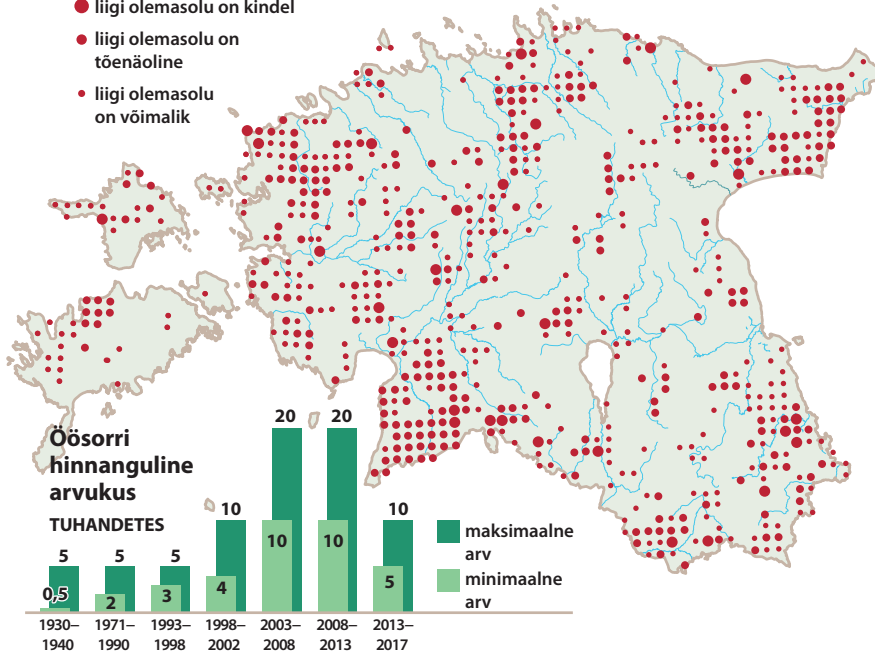 liigi olemasolu on kindel
liigi olemasolu on
tõenäoline
liigi olemasolu
on võimalik
Öösorri
hinnanguline
arvukus
TUHANDETES
5
5
5
10
20
20
10
0,5
2
3
4
10
10
5
maksimaalne
arv
minimaalne
arv
1930–
1940
1971–
1990
1993–
1998
1998–
2002
2003–
2008
2008–
2013
2013–
2017